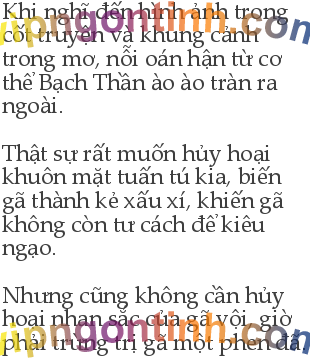 Khi nghĩ đến hình ảnh trong
cốt truyện và khung cảnh
trong mơ, nỗi oán hận từ cơ
thể Bạch Thần ào ào tràn ra
ngoài.
Thật sự rất muốn hủy hoại
khuôn mặt tuấn tú kia, biến
gã thành kẻ xấu xí, khiến gã
không còn tư cách để kiêu
ngạo.
Nhưng cũng không cần hủy
hoại nhan sắc của gã vội, giờ
phải trừng trị gã một phen đã,
vipngontinh.com
vipngontinh.com